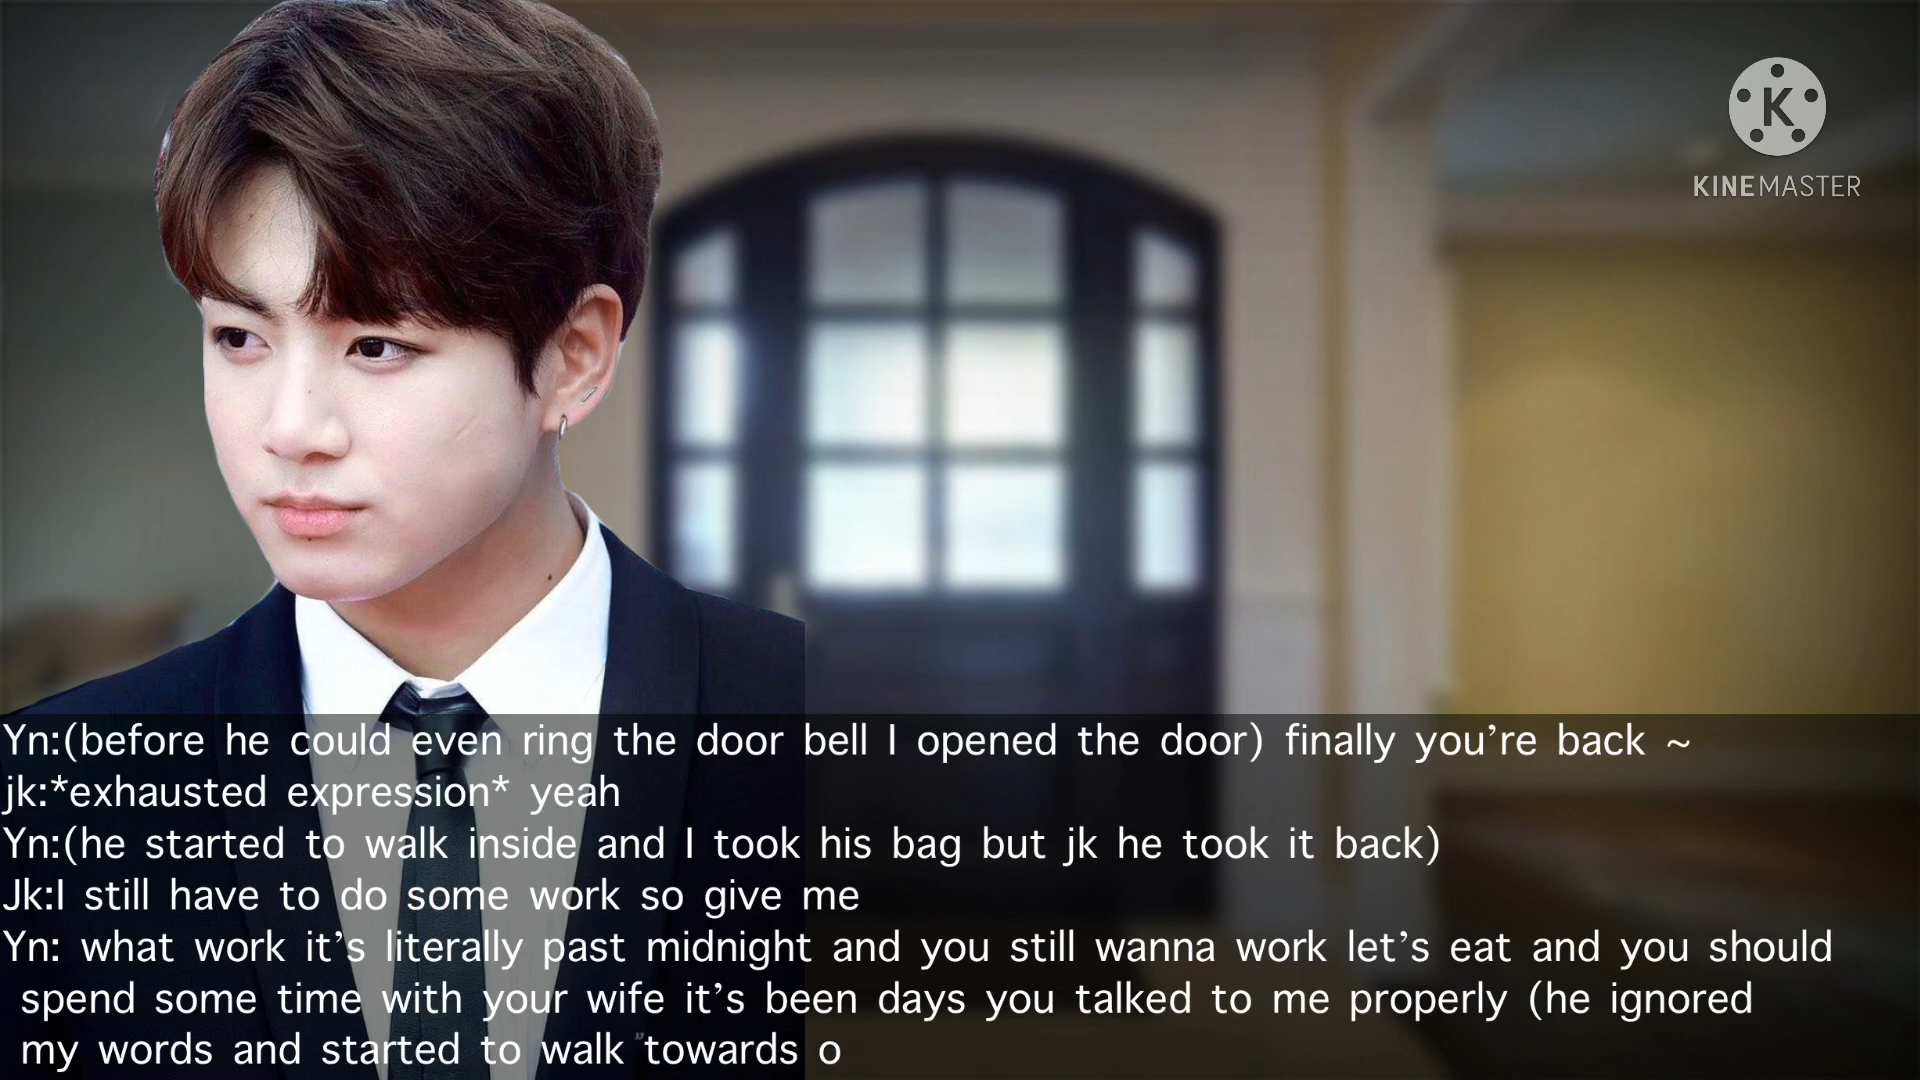 K
KINEMASTER
Yn:(before he could even ring the door bell I opened the door) finally you’re back ~
jk:*exhausted expression* yeah
Yn:(he started to walk inside and I took his bag but jk he took it back)
Jk:I still have to do some work so give me
Yn: what work it’s literally past midnight and you still wanna work let’s eat and you should
spend some time with your wife it’s been days you talked to me properly (he ignored
my words and started to walk towards o